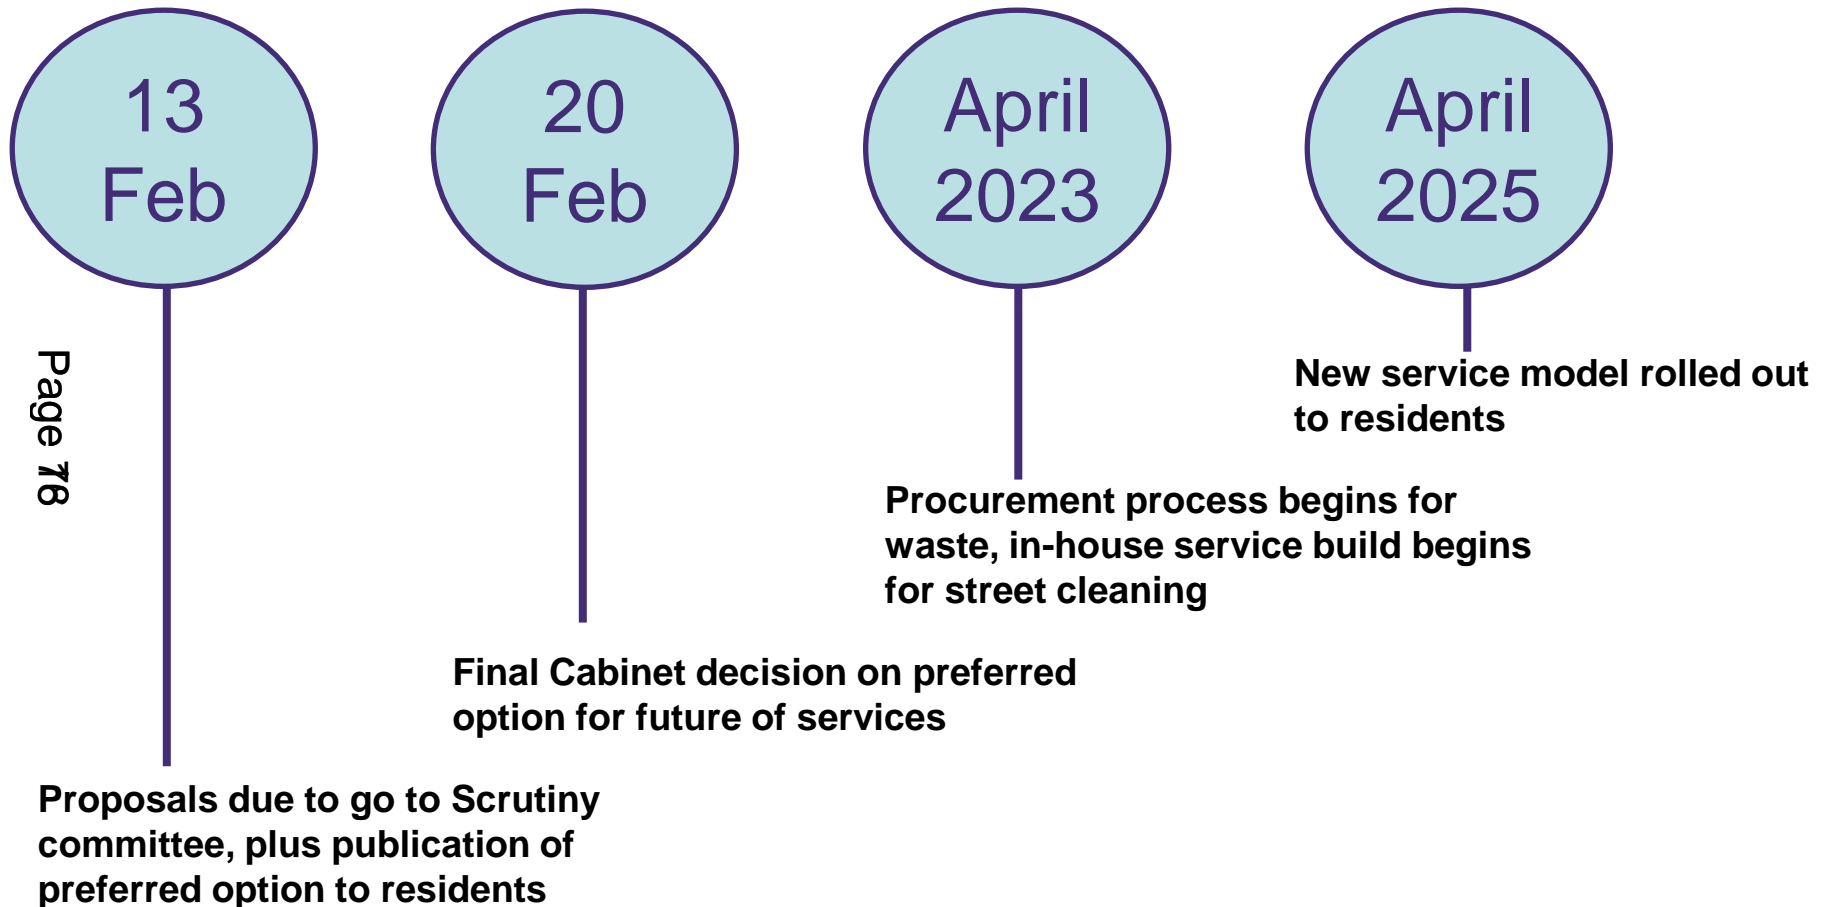 13
Feb
20
Feb
April
2023
April
2025
Page
New service model rolled out
to residents
Procurement process begins for
waste, in-house service build begins
for street cleaning
Final Cabinet decision on preferred
option for future of services
Proposals due to go to Scrutiny
committee, plus publication of
preferred option to residents